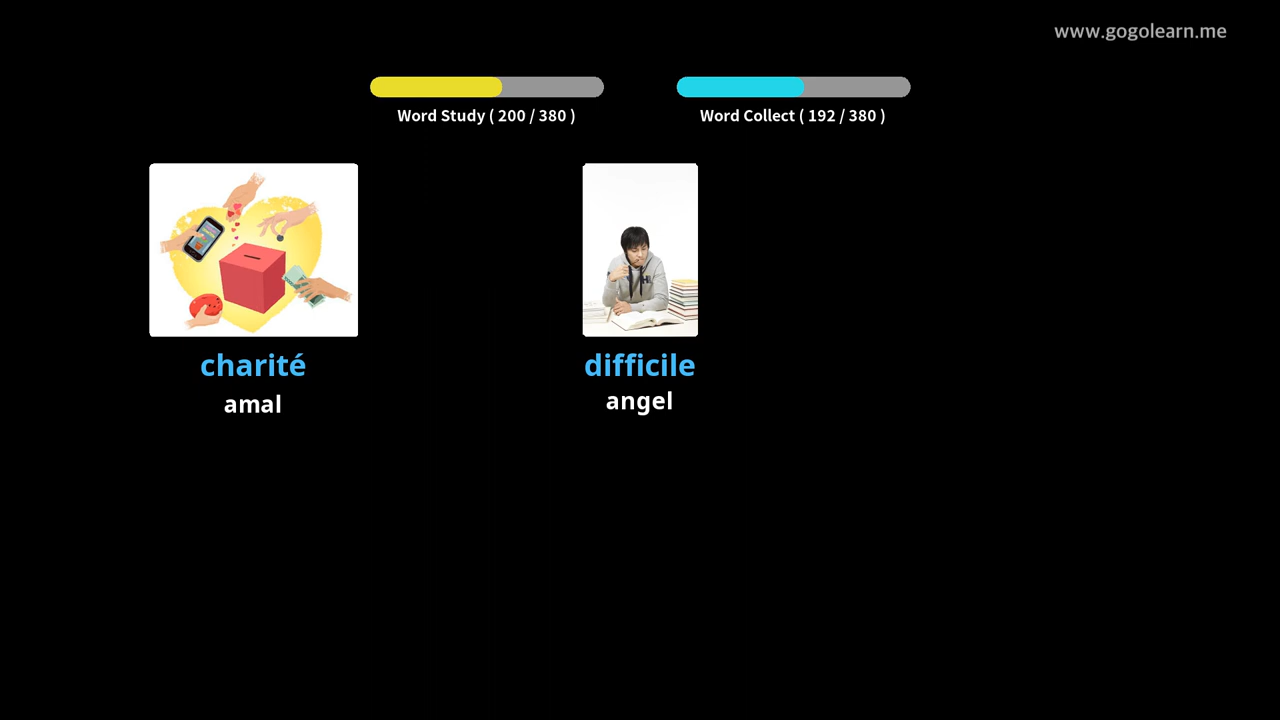 www.gogolearn.me
Word Study ( 200 / 380 )
Word Collect ( 192 / 380 )
charité
amal
difficile
angel